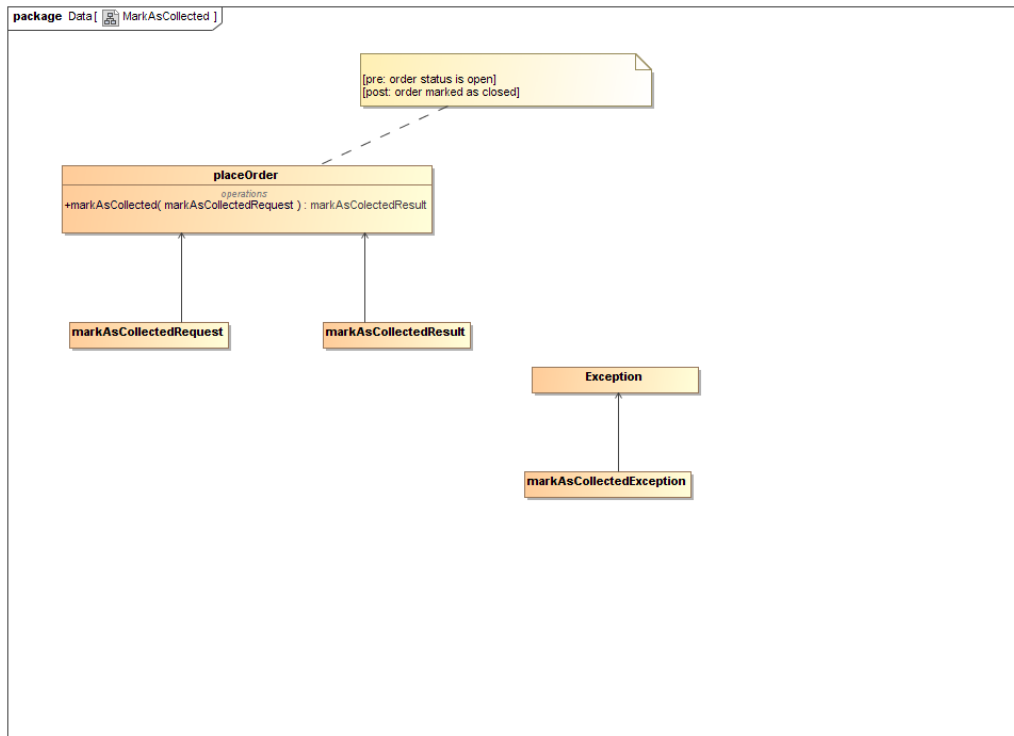 package Data[ MarkAsCollected ]
[pre: order status is open]
[post: order marked as closed]
placeOrder
operations
+markAsCollected( markAsCollectedRequest ) : markAsColectedResult
markAsCollectedRequest
markAsCollectedResult
Exception
markAsCollectedException